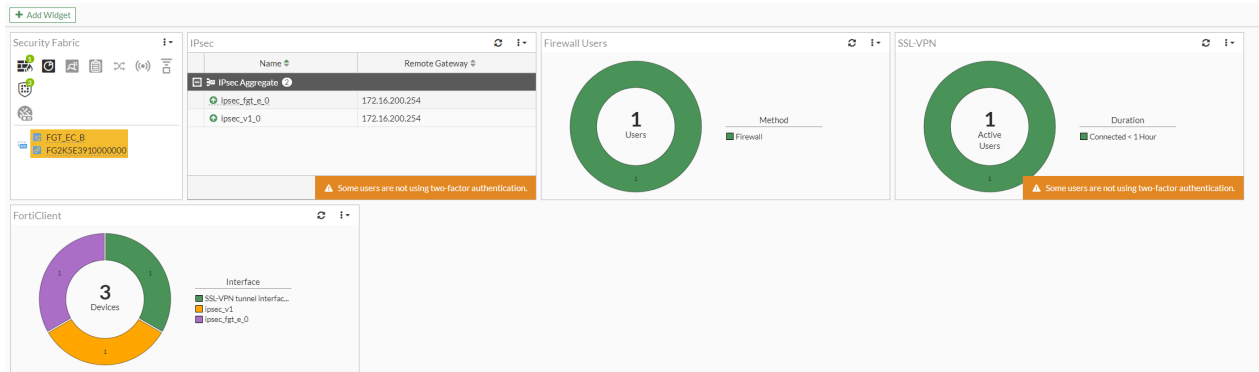 + Add Widget
Security Fabric
1
3
FGT_EC_B
FG2K5E3910000000
IPsec
Name
Remote Gateway
IPsec Aggregate 2
ipsec_fgt_e_0 172.16.200.254
ipsec_v1_0 172.16.200.254
Some users are not using two-factor authentication.
Firewall Users
1
Users
1
Method
Firewall
SSL-VPN
1
Active
Users
1
Duration
Connected < 1 Hour
Some users are not using two-factor authentication.
FortiClient
3
Devices
1
1
1
Interface
SSL-VPN tunnel interfac...
ipsec_v1
ipsec_fgt_e_0